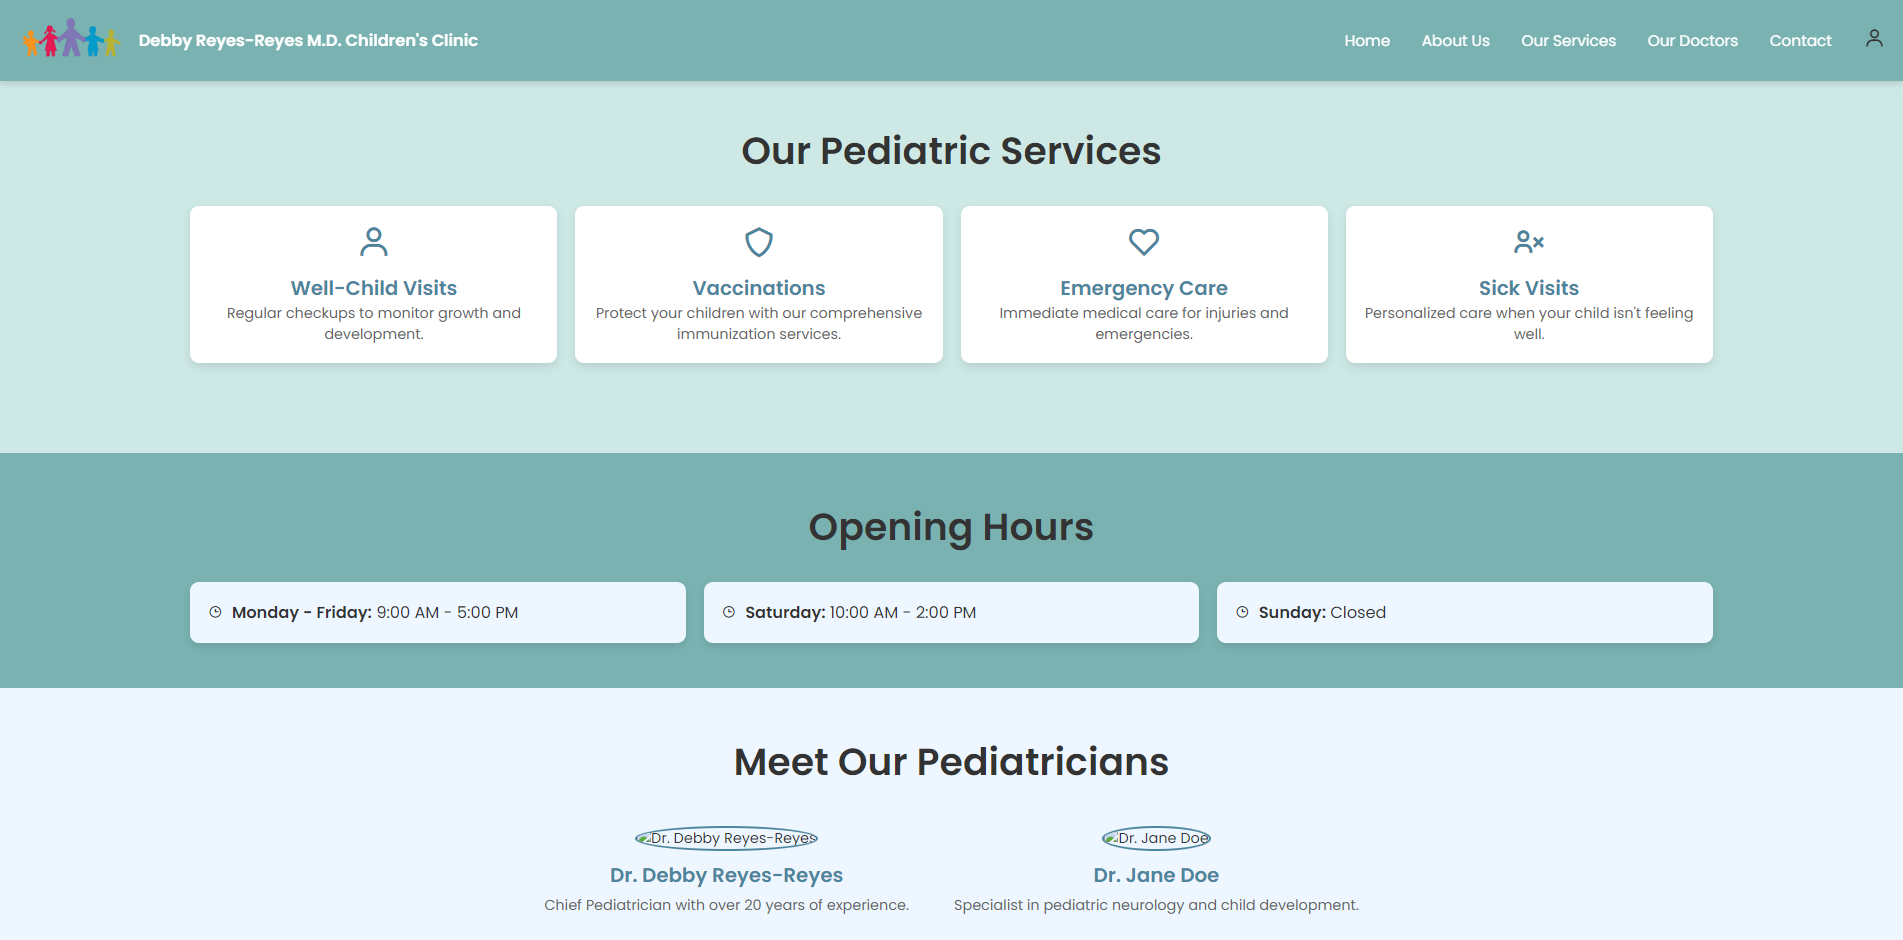 Debby Reyes-Reyes M.D. Children's Clinic
Home About Us Our Services Our Doctors Contact
Our Pediatric Services
Well-Child Visits
Regular checkups to monitor growth and
development.
Vaccinations
Protect your children with our comprehensive
immunization services.
Emergency Care
Immediate medical care for injuries and
emergencies.
Sick Visits
Personalized care when your child isn't feeling
well.
Opening Hours
Monday - Friday: 9:00 AM - 5:00 PM
Saturday: 10:00 AM - 2:00 PM
Sunday: Closed
Meet Our Pediatricians
Dr. Debby Reyes-Reyes
Dr. Debby Reyes-Reyes
Chief Pediatrician with over 20 years of experience.
Dr. Jane Doe
Dr. Jane Doe
Specialist in pediatric neurology and child development.